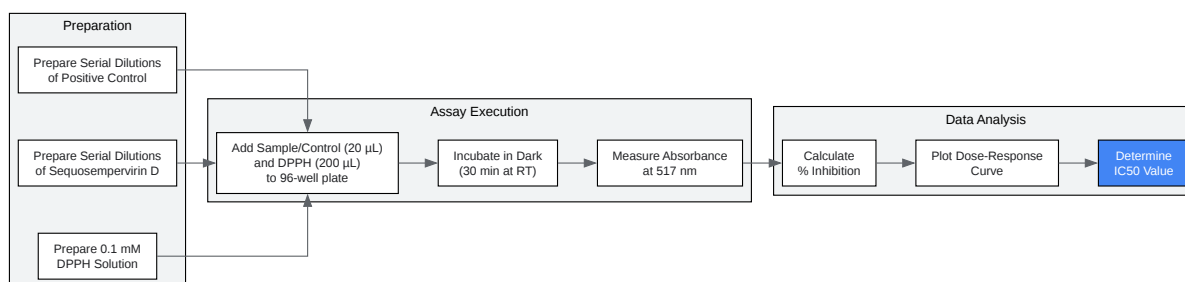 Preparation
Prepare Serial Dilutions
of Positive Control
Prepare Serial Dilutions
of Sequosempervirin D
Prepare 0.1 mM
DPPH Solution
Assay Execution
Add Sample/Control (20 µL)
and DPPH (200 µL)
to 96-well plate
Incubate in Dark
(30 min at RT)
Measure Absorbance
at 517 nm
Data Analysis
Calculate
% Inhibition
Plot Dose-Response
Curve
Determine
IC50 Value